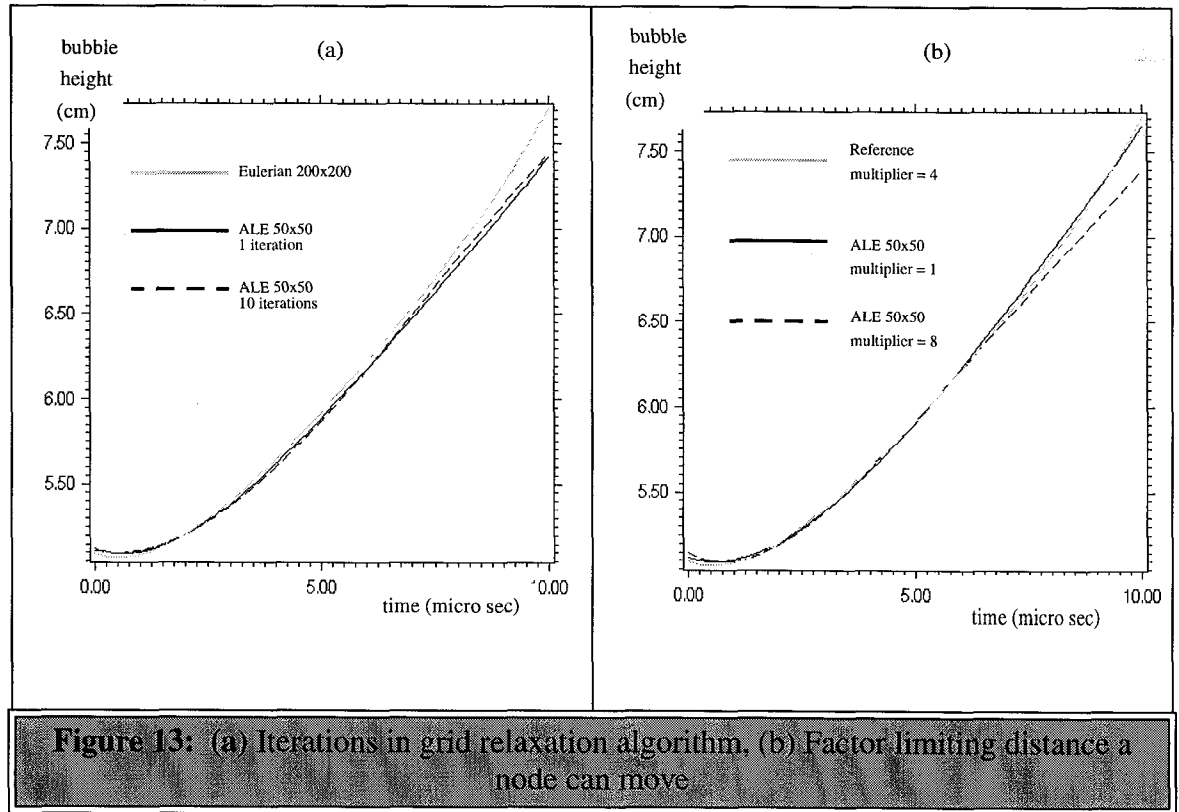 bubble
height
(cm)
(a)
7.50
7.00
6.50
6.00
5.50
Eulerian 200x200
ALE 50x50
1 iteration
ALE 50x50
10 iterstions
0.00
5.00
10.00
time (micro sec)
bubble
height
(cm)
(b)
7.50
7.00
6.50
6.00
5.50
Reference
multiplier = 4
ALE 50x50
multiplier = 1
ALE 50x50
multiplier = 8
0.00
5.00
10.00
time (micro sec)
Figure 13: (a) Iterations in grid relaxation algorithm, (b) Factor limiting distance a
node can move